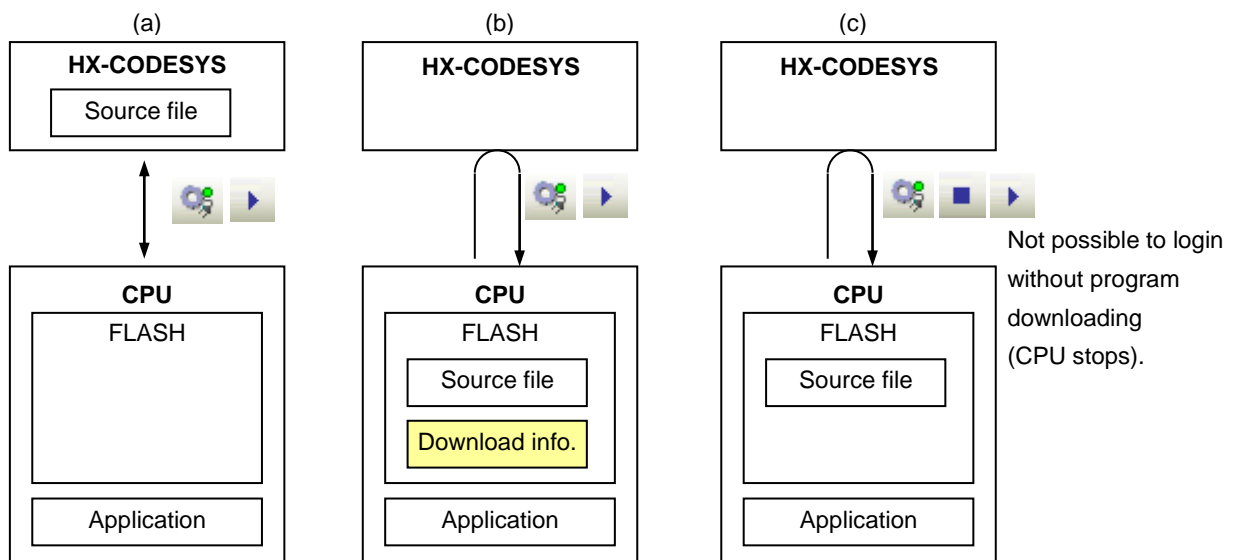 (a)
HX-CODESYS
Source file
CPU
FLASH
Application
(b)
HX-CODESYS
CPU
FLASH
Source file
Download info.
Application
(c)
HX-CODESYS
CPU
FLASH
Source file
Application
Not possible to login
without program
downloading
(CPU stops).